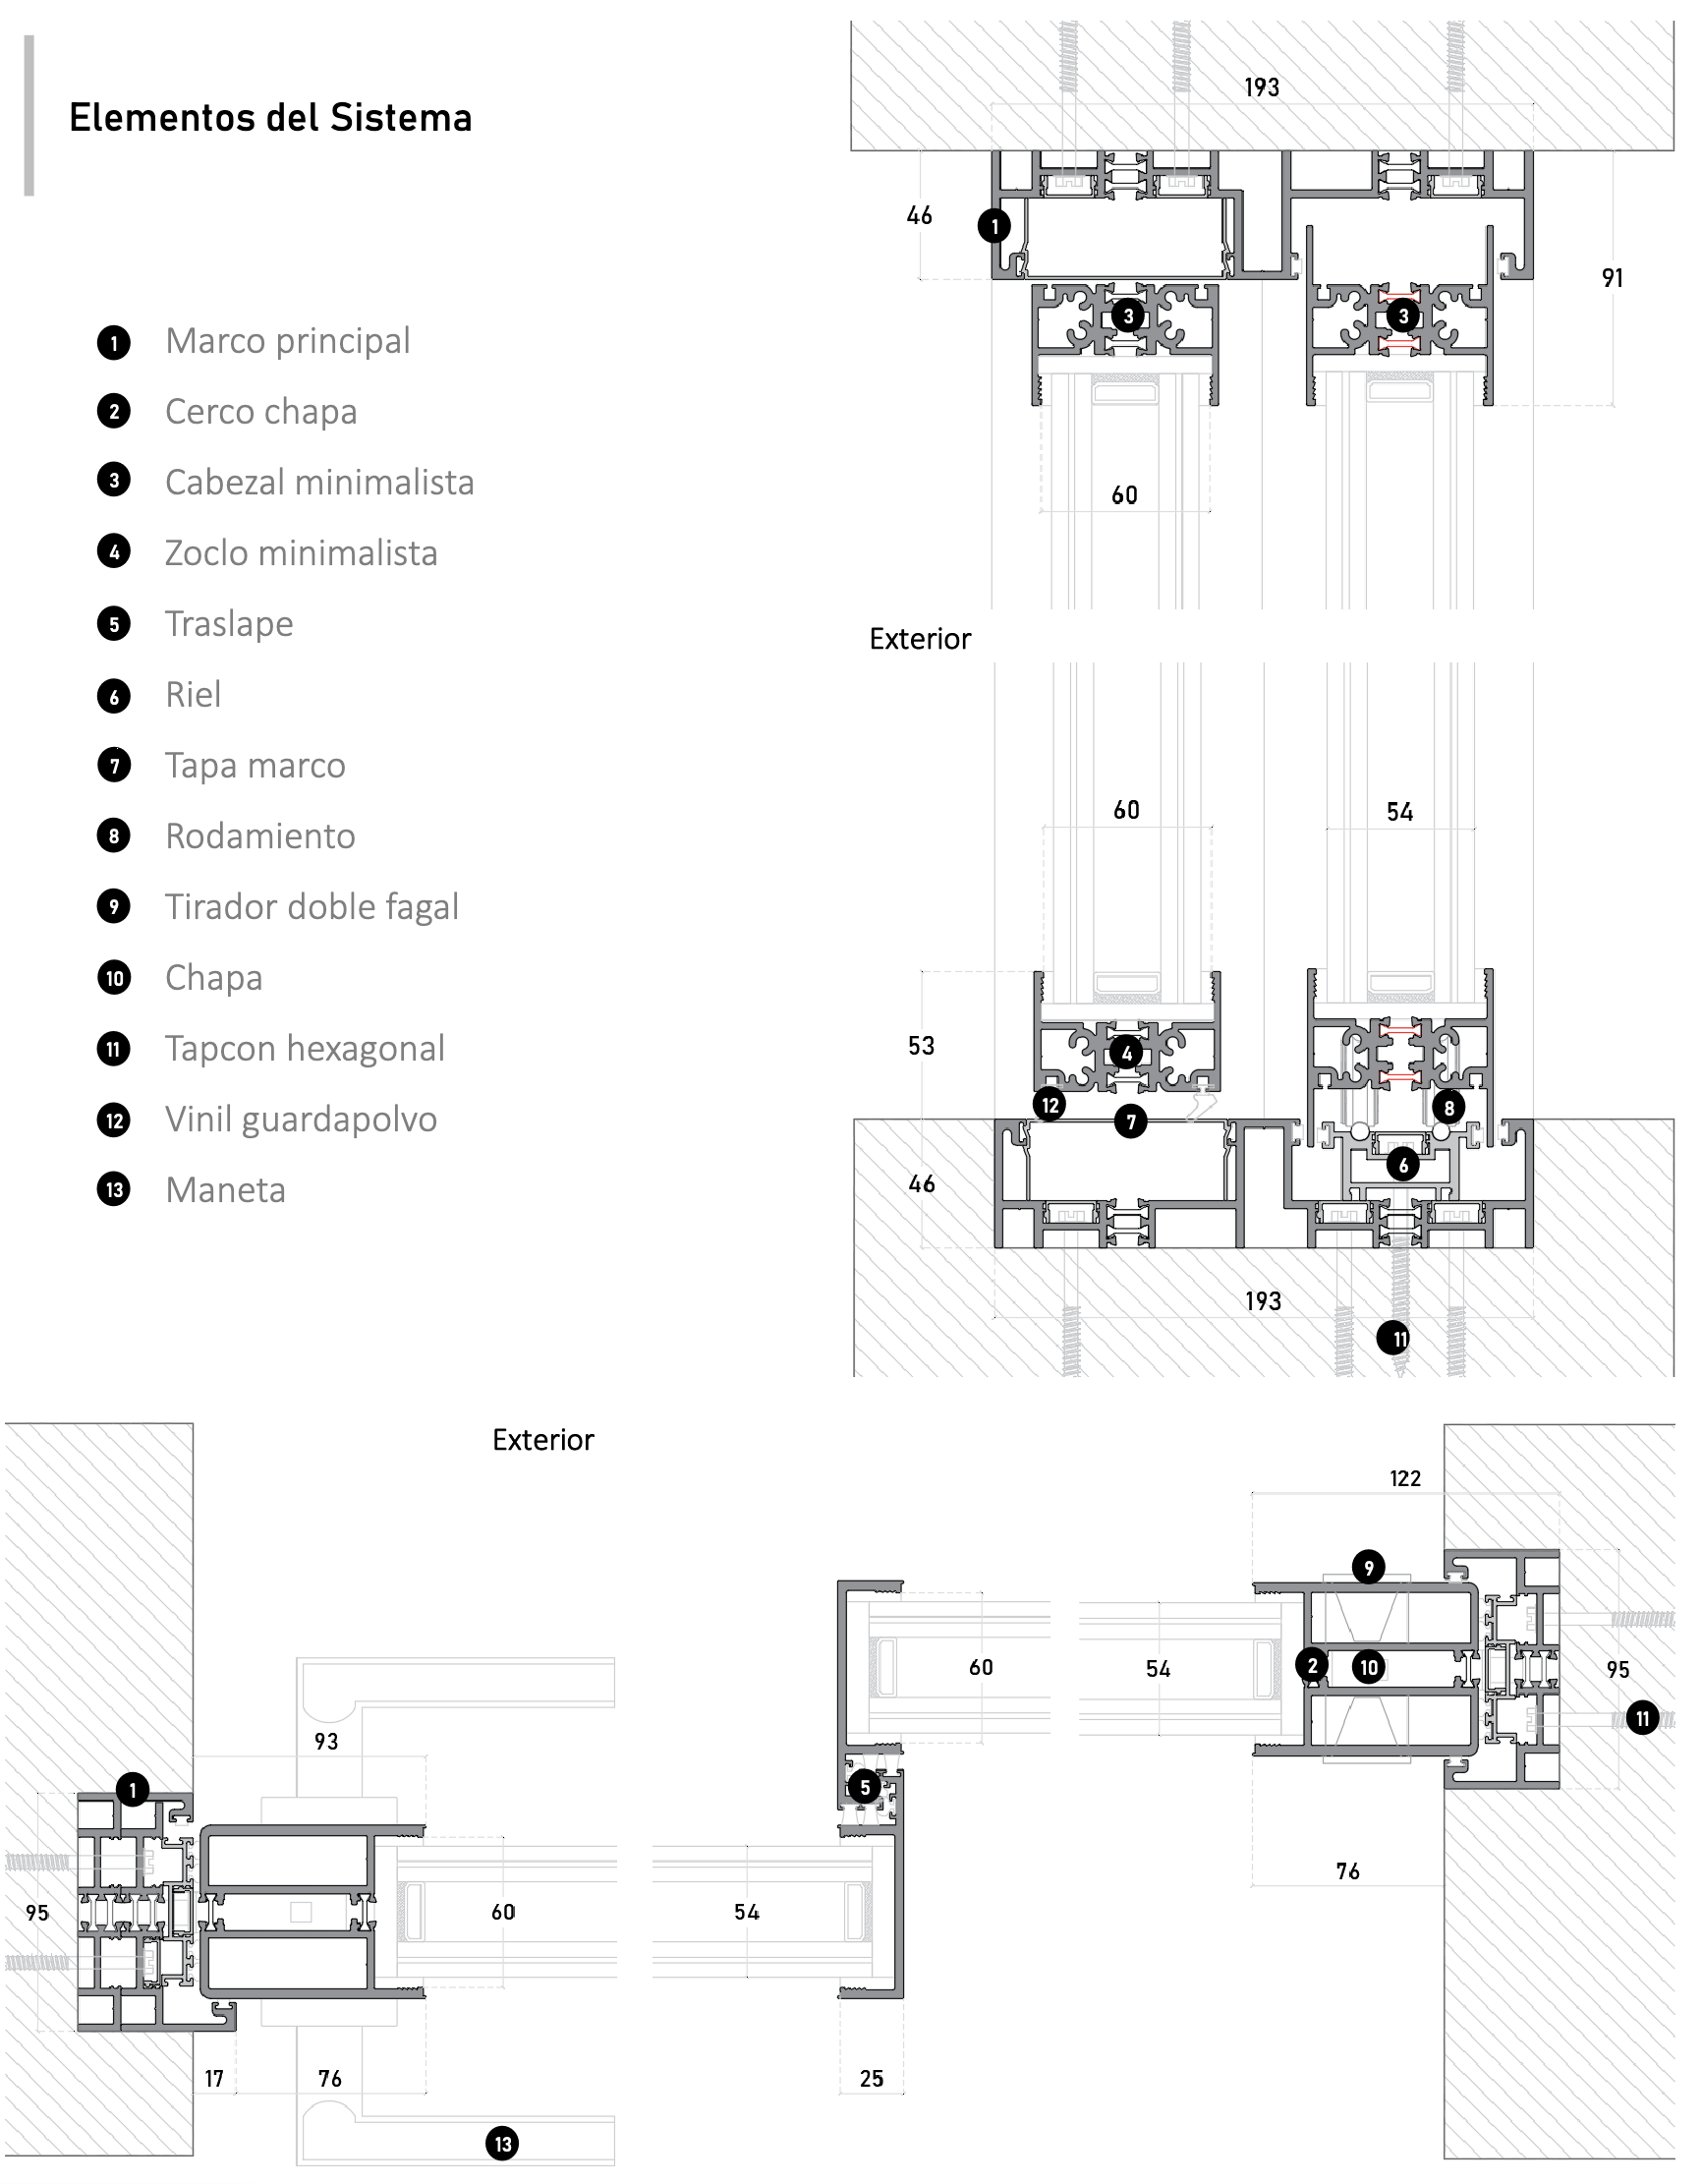 Elementos del Sistema
1 Marco principal
2 Cerco chapa
3 Cabezal minimalista
4 Zoclo minimalista
5 Traslape
6 Riel
7 Tapa marco
8 Rodamiento
9 Tirador doble fagal
10 Chapa
11 Tapcon hexagonal
12 Vinil guardapolvo
13 Maneta
193
46
1
91
3
3
60
Exterior
60
54
53
4
12
7
8
46
6
193
11
Exterior
122
9
60
54
2
10
95
11
93
1
5
76
95
60
54
17
76
25
13